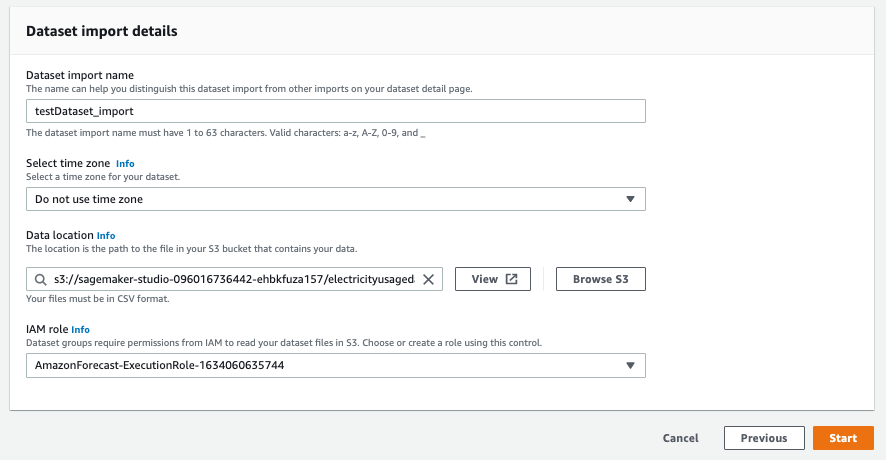 Dataset import details
Dataset import name
The name can help you distinguish this dataset import from other imports on your dataset detail page.
testDataset_import
The dataset import name must have 1 to 63 characters. Valid characters: a-z, A-Z, 0-9, and _
Select time zone Info
Select a time zone for your dataset.
Do not use time zone
Data location Info
The location is the path to the file in your S3 bucket that contains your data.
s3://sagemaker-studio-096016736442-ehbkfuza157/electricityusageda View Browse S3
Your files must be in CSV format.
IAM role Info
Dataset groups require permissions from IAM to read your dataset files in S3. Choose or create a role using this control.
AmazonForecast-ExecutionRole-1634060635744
Cancel Previous Start